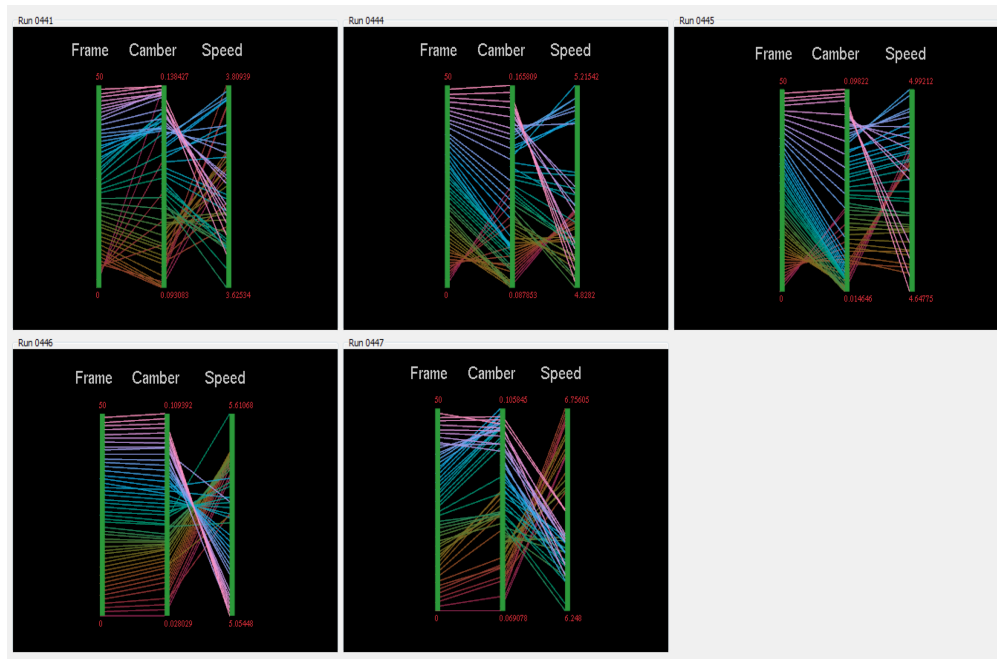 Run 0441
Frame Camber Speed
50 0.138427 3.80939
0 0.093083 3.62534
Run 0444
Frame Camber Speed
50 0.165809 5.21542
0 0.087853 4.8282
Run 0445
Frame Camber Speed
50 0.09822 4.99212
0 0.014646 4.64775
Run 0446
Frame Camber Speed
50 0.109392 5.61068
0 0.028029 5.05448
Run 0447
Frame Camber Speed
50 0.105845 6.75605
0 0.069078 6.248